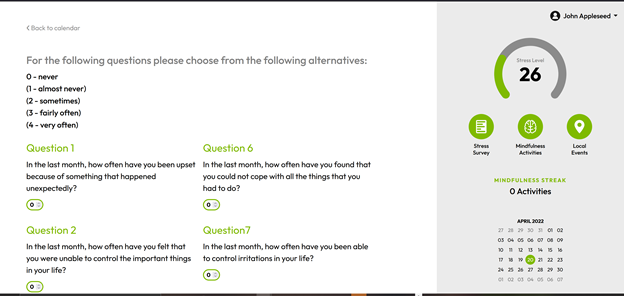 John Appleseed
Back to calendar
For the following questions please choose from the following alternatives:
0 - never
(1 - almost never)
(2 - sometimes)
(3 - fairly often)
(4 - very often)
Question 1
In the last month, how often have you been upset
because of something that happened
unexpectedly?
0
Question 6
In the last month, how often have you found that
you could not cope with all the things that you
had to do?
0
Question 2
In the last month, how often have you felt that
you were unable to control the important things
in your life?
0
Question7
In the last month, how often have you been able
to control irritations in your life?
0
Stress Level
26
Stress
Survey
Mindfulness
Activities
Local
Events
MINDFULNESS STREAK
0 Activities
APRIL 2022
27 28 29 30 31 01 02
03 04 05 06 07 08 09
10 11 12 13 14 15 16
17 18 19 20 21 22 23
24 25 26 27 28 29 30
01 02 03 04 05 06 07